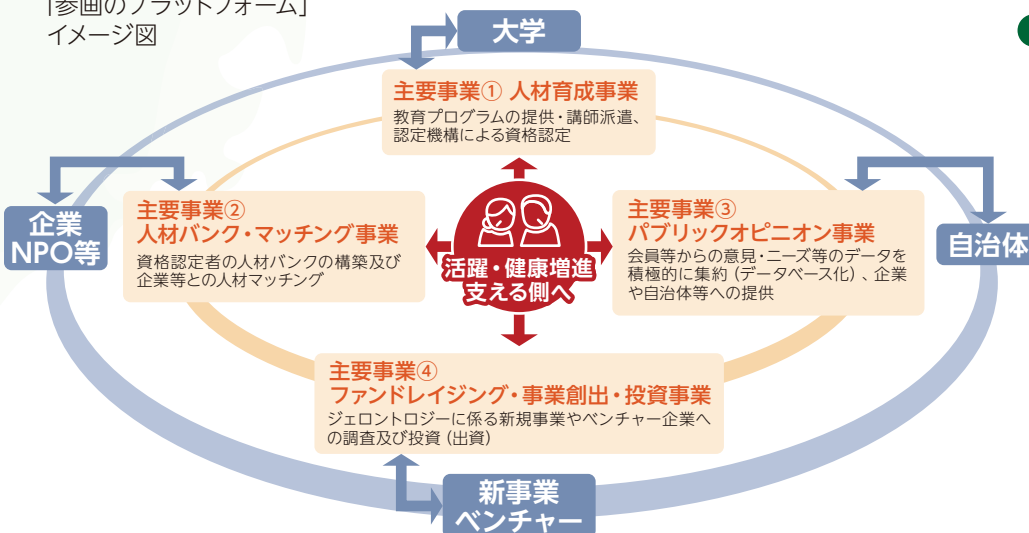 「参画のプラットフォーム」
イメージ図
大学
主要事業① 人材育成事業
教育プログラムの提供・講師派遣、
認定機構による資格認定
企業
NPO等
主要事業②
人材バンク・マッチング事業
資格認定者の人材バンクの構築及び
企業等との人材マッチング
活躍・健康増進
支える側へ
主要事業③
パブリックオピニオン事業
会員等からの意見・ニーズ等のデータを
積極的に集約（データベース化）、企業
や自治体等への提供
自治体
主要事業④
ファンドレイジング・事業創出・投資事業
ジェロントロジーに係る新規事業やベンチャー企業へ
の調査及び投資（出資）
新事業
ベンチャー